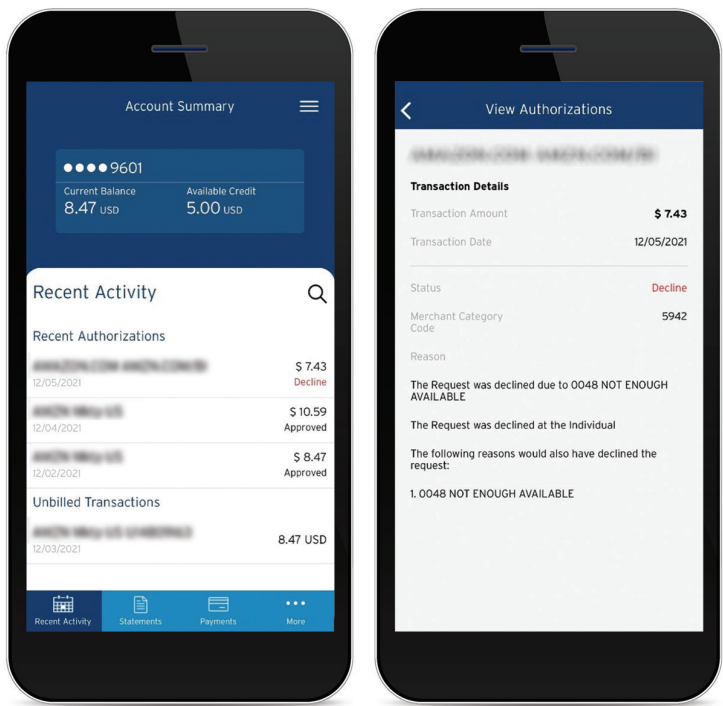 Account Summary
●●●● 9601
Current Balance
Available Credit
8.47 USD
5.00 USD
Recent Activity
Recent Authorizations
$ 7.43
12/05/2021
Decline
$ 10.59
12/04/2021
Approved
$ 8.47
12/02/2021
Approved
Unbilled Transactions
8.47 USD
12/03/2021
Recent Activity
Statements
Payments
More
View Authorizations
Transaction Details
Transaction Amount
$ 7.43
Transaction Date
12/05/2021
Status
Decline
Merchant Category
Code
5942
Reason
The Request was declined due to 0048 NOT ENOUGH
AVAILABLE
The Request was declined at the Individual
The following reasons would also have declined the
request:
1. 0048 NOT ENOUGH AVAILABLE